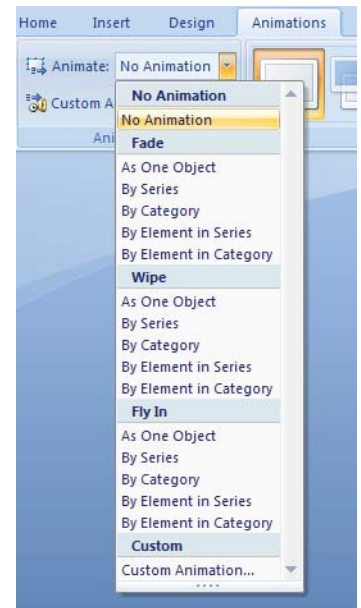 Home Insert Design Animations
Animate: No Animation
Custom A
Ani
No Animation
No Animation
Fade
As One Object
By Series
By Category
By Element in Series
By Element in Category
Wipe
As One Object
By Series
By Category
By Element in Series
By Element in Category
Fly In
As One Object
By Series
By Category
By Element in Series
By Element in Category
Custom
Custom Animation...